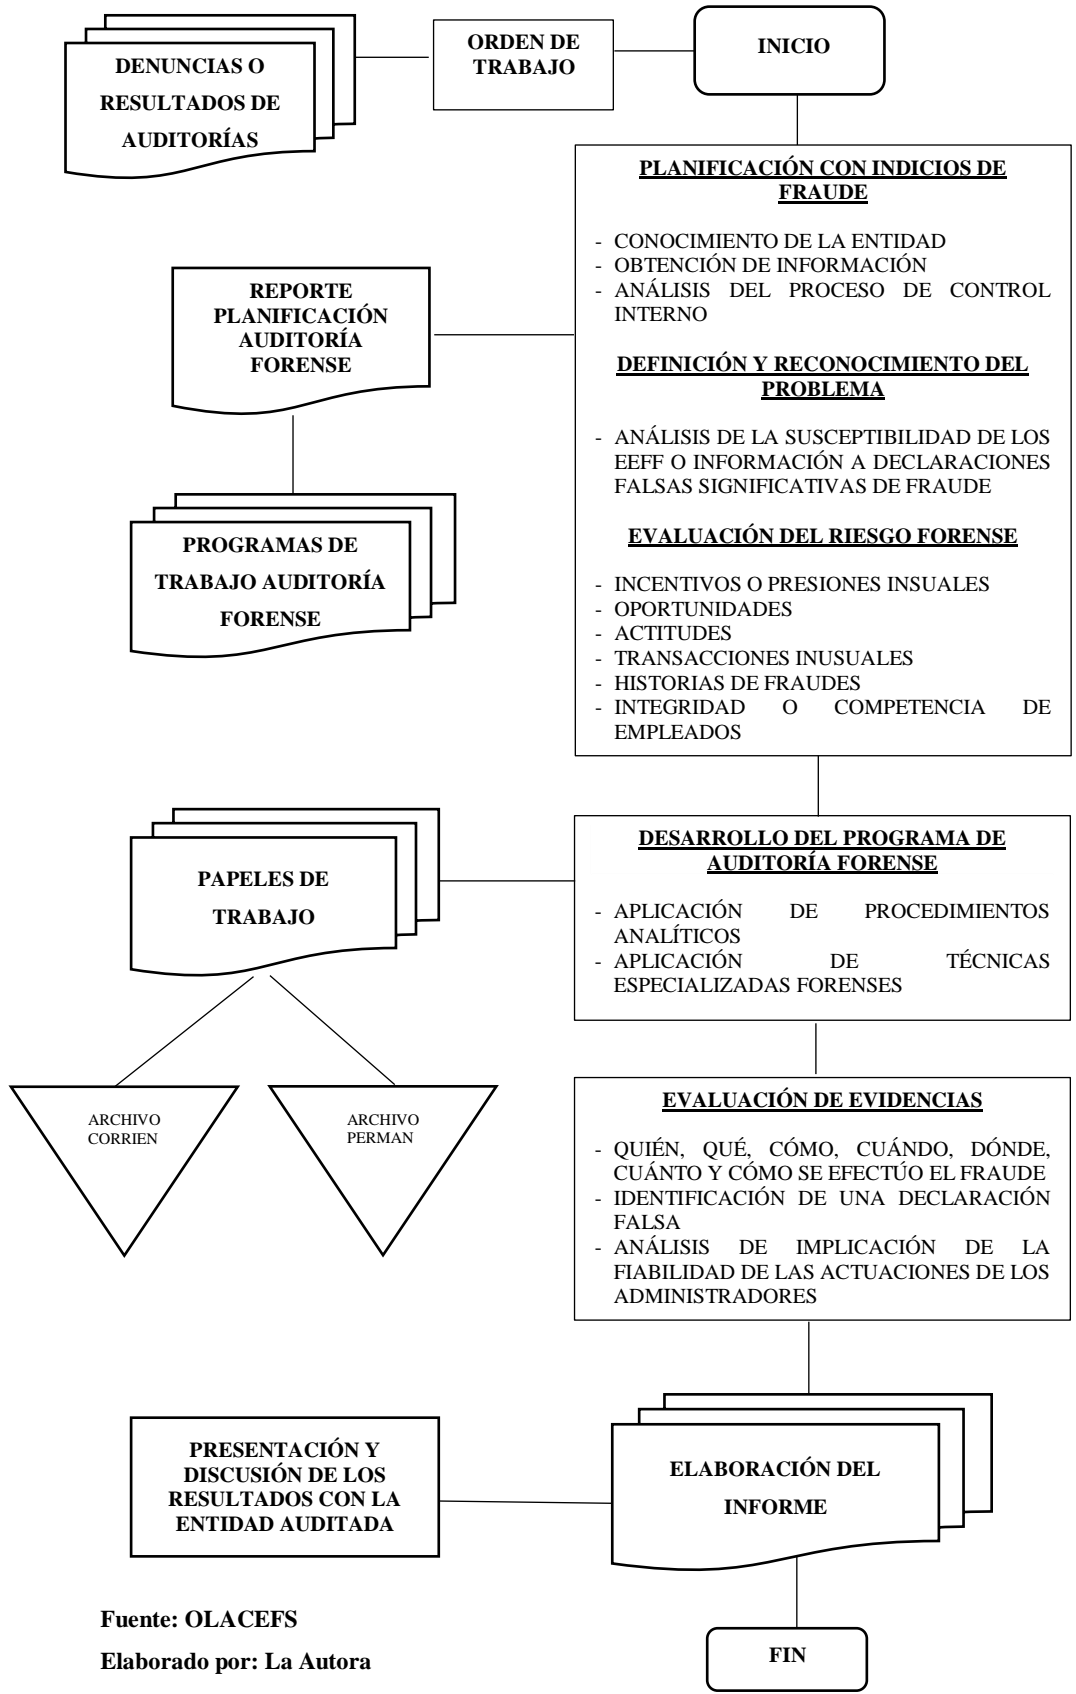 DENUNCIAS O
RESULTADOS DE
AUDITORÍAS
ORDEN DE
TRABAJO
INICIO
PLANIFICACIÓN CON INDICIOS DE
FRAUDE
- CONOCIMIENTO DE LA ENTIDAD
- OBTENCIÓN DE INFORMACIÓN
- ANÁLISIS DEL PROCESO DE CONTROL
INTERNO
DEFINICIÓN Y RECONOCIMIENTO DEL
PROBLEMA
- ANÁLISIS DE LA SUSCEPTIBILIDAD DE LOS
EEFF O INFORMACIÓN A DECLARACIONES
FALSAS SIGNIFICATIVAS DE FRAUDE
EVALUACIÓN DEL RIESGO FORENSE
- INCENTIVOS O PRESIONES INSUALES
- OPORTUNIDADES
- ACTITUDES
- TRANSACCIONES INUSUALES
- HISTORIAS DE FRAUDES
- INTEGRIDAD O COMPETENCIA DE
EMPLEADOS
REPORTE
PLANIFICACIÓN
AUDITORÍA
FORENSE
PROGRAMAS DE
TRABAJO AUDITORÍA
FORENSE
DESARROLLO DEL PROGRAMA DE
AUDITORÍA FORENSE
- APLICACIÓN DE PROCEDIMIENTOS
ANALÍTICOS
- APLICACIÓN DE TÉCNICAS
ESPECIALIZADAS FORENSES
PAPELES DE
TRABAJO
ARCHIVO
CORRIEN
ARCHIVO
PERMAN
EVALUACIÓN DE EVIDENCIAS
- QUIÉN, QUÉ, CÓMO, CUÁNDO, DÓNDE,
CUÁNTO Y CÓMO SE EFECTÚO EL FRAUDE
- IDENTIFICACIÓN DE UNA DECLARACIÓN
FALSA
- ANÁLISIS DE IMPLICACIÓN DE LA
FIABILIDAD DE LAS ACTUACIONES DE LOS
ADMINISTRADORES
PRESENTACIÓN Y
DISCUSIÓN DE LOS
RESULTADOS CON LA
ENTIDAD AUDITADA
ELABORACIÓN DEL
INFORME
FIN
Fuente: OLACEFS
Elaborado por: La Autora